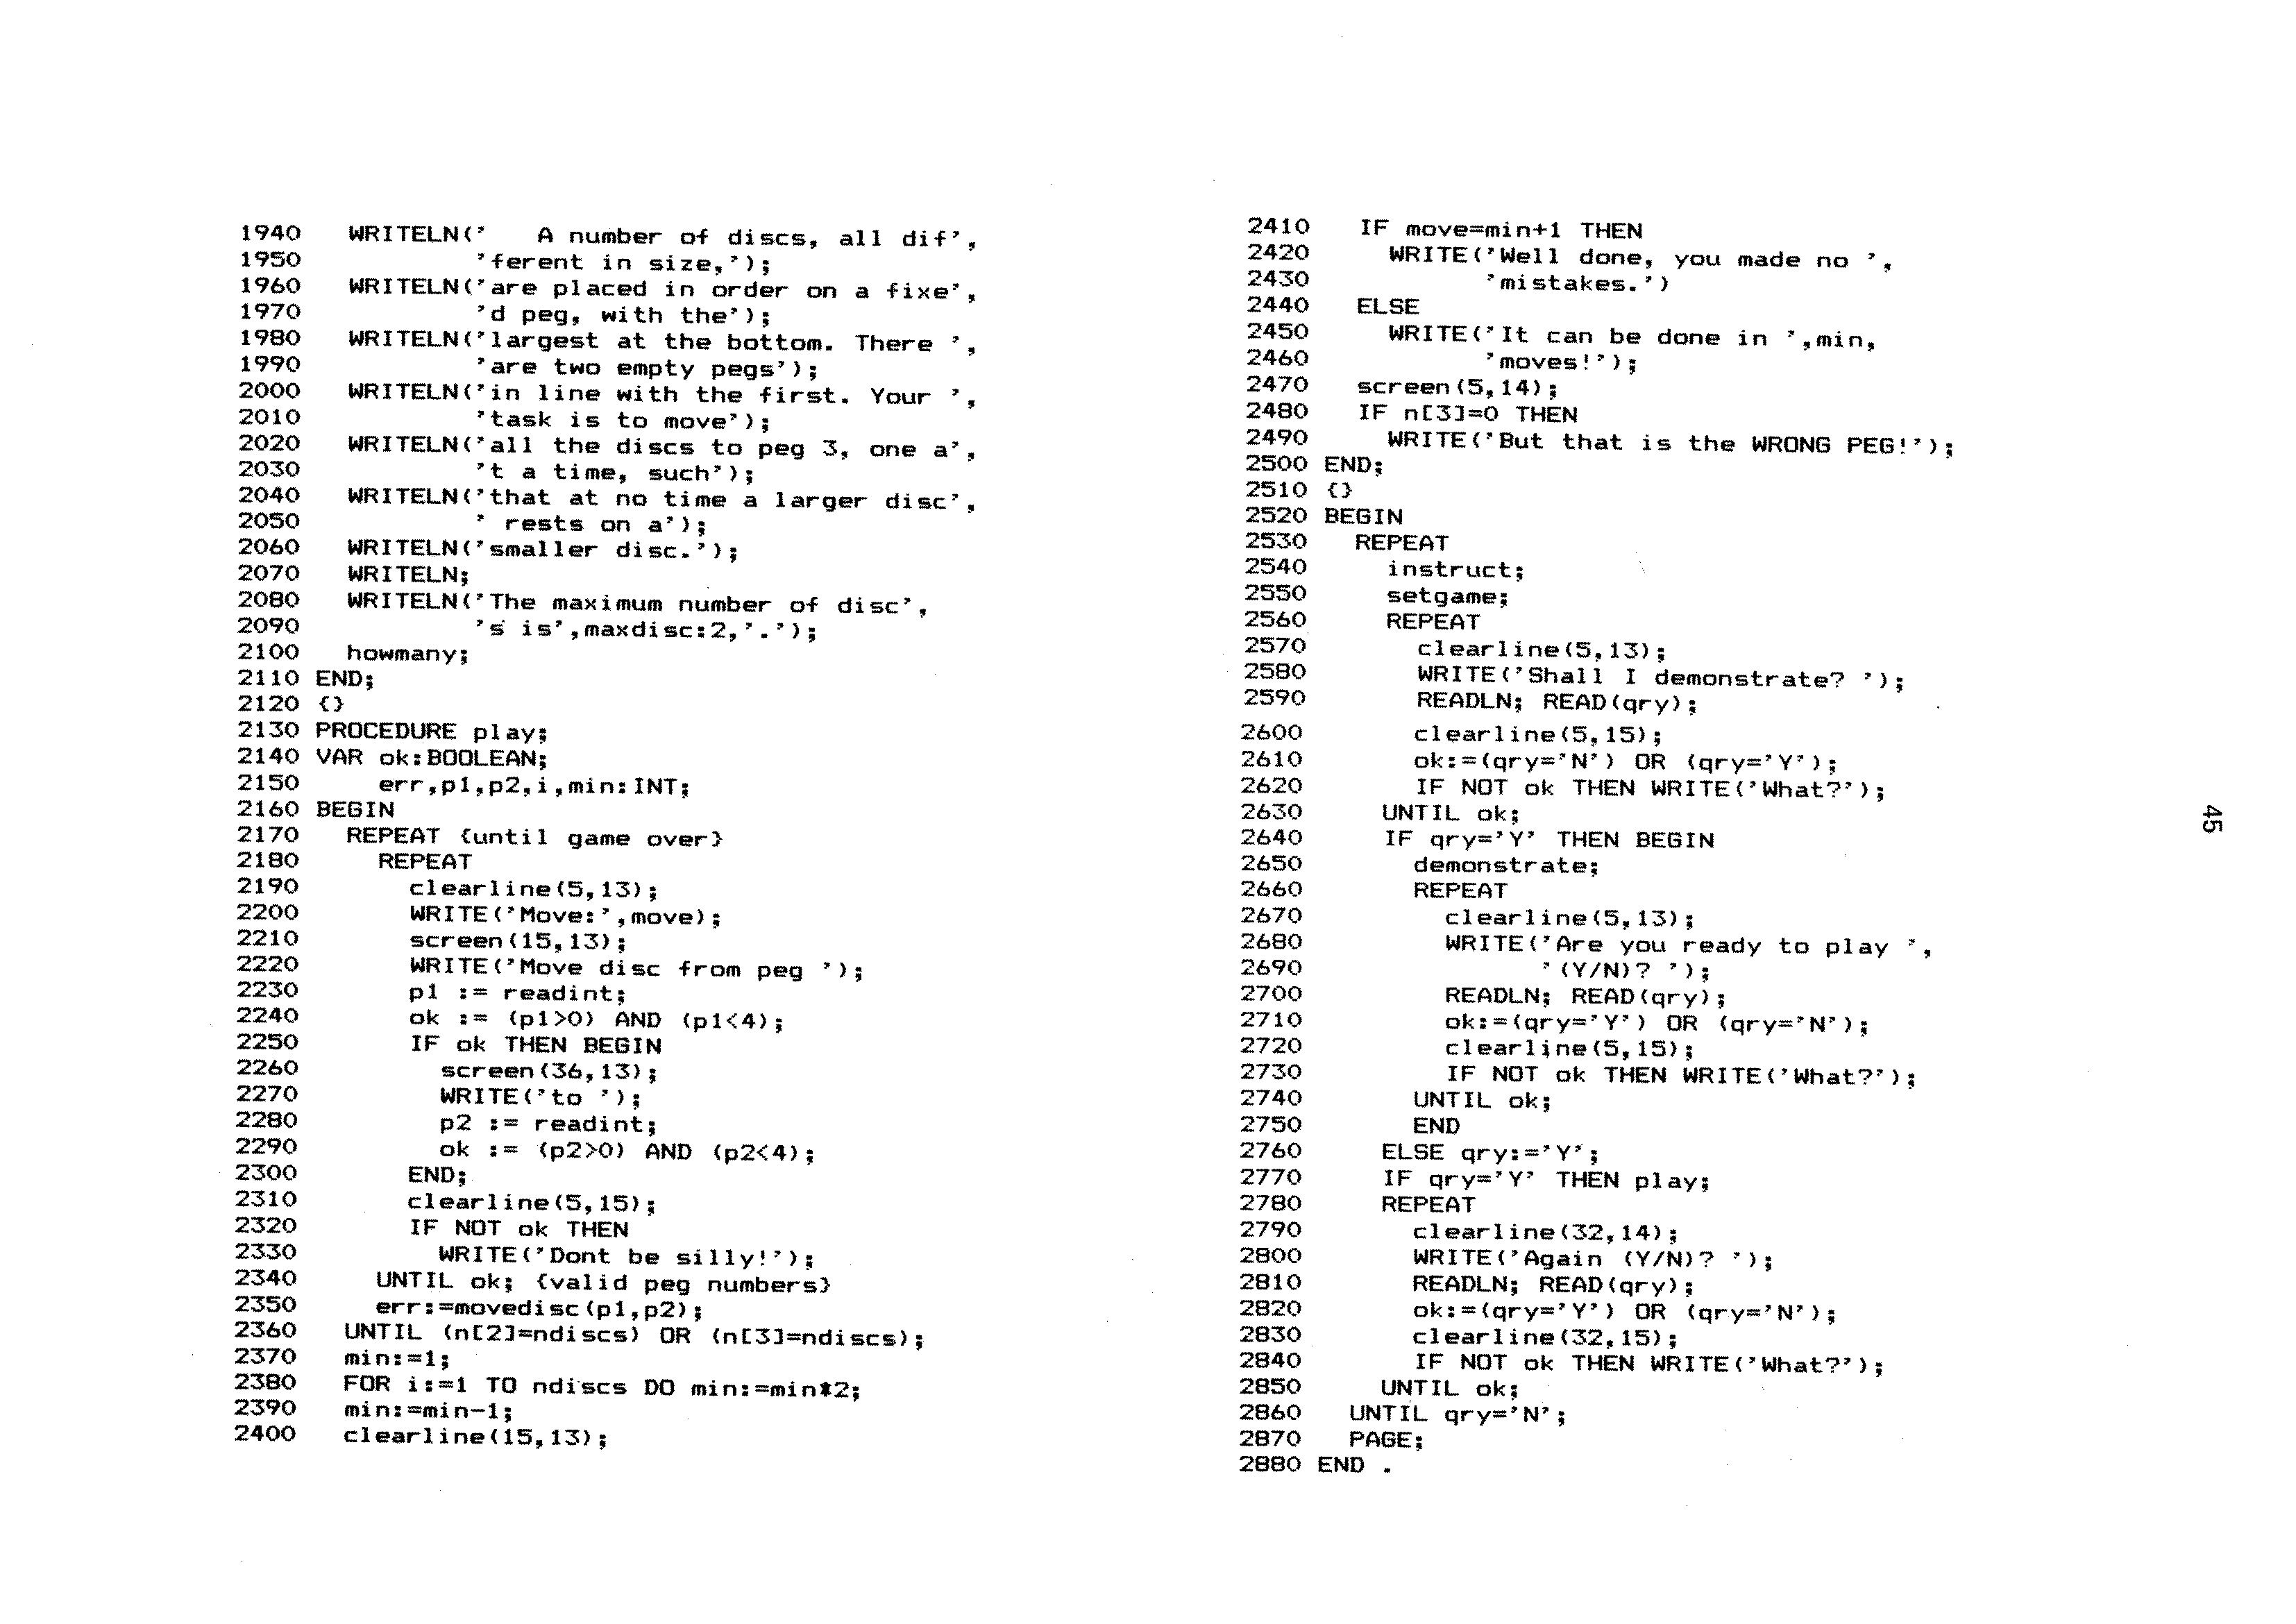 1940   WRITELN('   A number of discs, all dif',
1950           'ferent in size,');
1960   WRITELN('are placed in order on a fixe',
1970           'd peg, with the');
1980   WRITELN('largest at the bottom. There ',
1990           'are two empty pegs');
2000   WRITELN('in line with the first. Your ',
2010           'task is to move');
2020   WRITELN('all the discs to peg 3, one a',
2030           't a time, such');
2040   WRITELN('that at no time a larger disc',
2050           ' rests on a');
2060   WRITELN('smaller disc.');
2070   WRITELN;
2080   WRITELN('The maximum number of disc',
2090           's is',maxdisc:2,'.');
2100   howmany;
2110 END;
2120 {}
2130 PROCEDURE play;
2140 VAR ok:BOOLEAN;
2150     err,p1,p2,i,min:INT;
2160 BEGIN
2170   REPEAT {until game over}
2180     REPEAT
2190       clearline(5,13);
2200       WRITE('Move:',move);
2210       screen(15,13);
2220       WRITE('Move disc from peg ');
2230       p1 := readint;
2240       ok := (p1>0) AND (p1<4);
2250       IF ok THEN BEGIN
2260         screen(36,13);
2270         WRITE('to ');
2280         p2 := readint;
2290         ok := (p2>0) AND (p2<4);
2300       END;
2310       clearline(5,15);
2320       IF NOT ok THEN
2330         WRITE('Dont be silly!');
2340     UNTIL ok; {valid peg numbers}
2350     err:=movedisc(p1,p2);
2360   UNTIL (n[2]=ndiscs) OR (n[3]=ndiscs);
2370   min:=1;
2380   FOR i:=1 TO ndiscs DO min:=min*2;
2390   min:=min-1;
2400   clearline(15,13);
2410   IF move=min+1 THEN
2420     WRITE('Well done, you made no ',
2430           'mistakes.')
2440   ELSE
2450     WRITE('It can be done in ',min,
2460           'moves!');
2470   screen(5,14);
2480   IF n[3]=0 THEN
2490     WRITE('But that is the WRONG PEG!');
2500 END;
2510 {}
2520 BEGIN
2530   REPEAT
2540     instruct;
2550     setgame;
2560     REPEAT
2570       clearline(5,13);
2580       WRITE('Shall I demonstrate? ');
2590       READLN; READ(qry);
2600       clearline(5,15);
2610       ok:=(qry='N') OR (qry='Y');
2620       IF NOT ok THEN WRITE('What?');
2630     UNTIL ok;
2640     IF qry='Y' THEN BEGIN
2650       demonstrate;
2660       REPEAT
2670         clearline(5,13);
2680         WRITE('Are you ready to play ',
2690               '(Y/N)? ');
2700         READLN; READ(qry);
2710         ok:=(qry='Y') OR (qry='N');
2720         clearline(5,15);
2730         IF NOT ok THEN WRITE('What?');
2740       UNTIL ok;
2750       END
2760     ELSE qry:='Y';
2770     IF qry='Y' THEN play;
2780     REPEAT
2790       clearline(32,14);
2800       WRITE('Again (Y/N)? ');
2810       READLN; READ(qry);
2820       ok:=(qry='Y') OR (qry='N');
2830       clearline(32,15);
2840       IF NOT ok THEN WRITE('What?');
2850     UNTIL ok;
2860   UNTIL qry='N';
2870   PAGE;
2880 END .
45